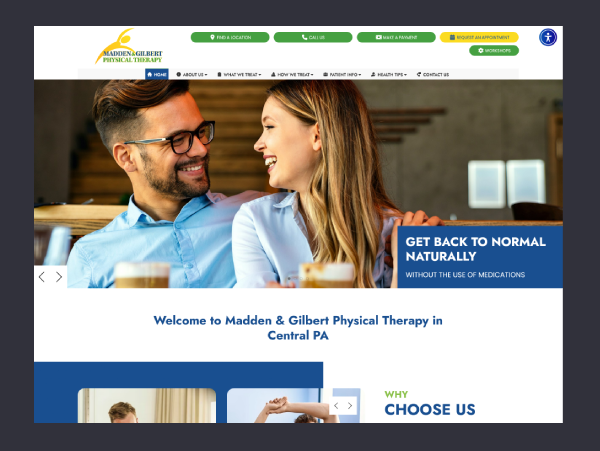 MADDEN & GILBERT
PHYSICAL THERAPY
FIND A LOCATION
CALL US
MAKE A PAYMENT
REQUEST AN APPOINTMENT
WORKSHOPS
HOME
ABOUT US
WHAT WE TREAT
HOW WE TREAT
PATIENT INFO
HEALTH TIPS
CONTACT US
GET BACK TO NORMAL
NATURALLY
WITHOUT THE USE OF MEDICATIONS
Welcome to Madden & Gilbert Physical Therapy in
Central PA
WHY
CHOOSE US